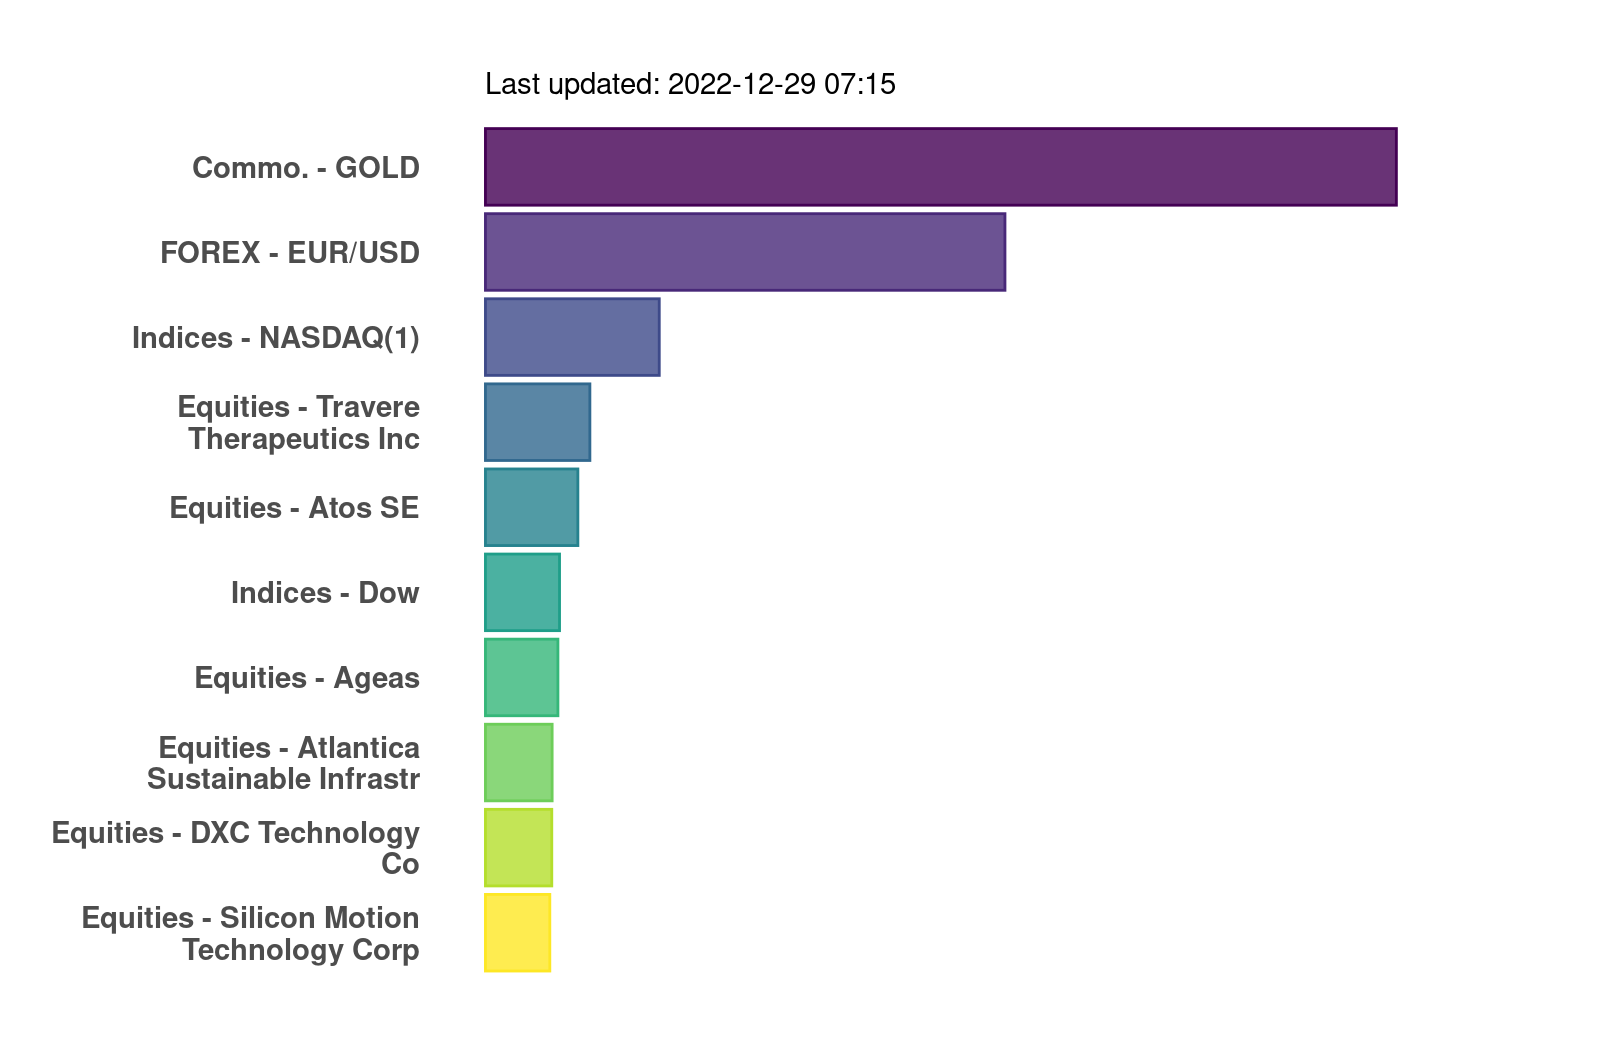 Last updated: 2022-12-29 07:15
Commo. - GOLD
FOREX - EUR/USD
Indices - NASDAQ(1)
Equities - Travere
Therapeutics Inc
Equities - Atos SE
Indices - Dow
Equities - Ageas
Equities - Atlantica
Sustainable Infrastr
Equities - DXC Technology
Co
Equities - Silicon Motion
Technology Corp